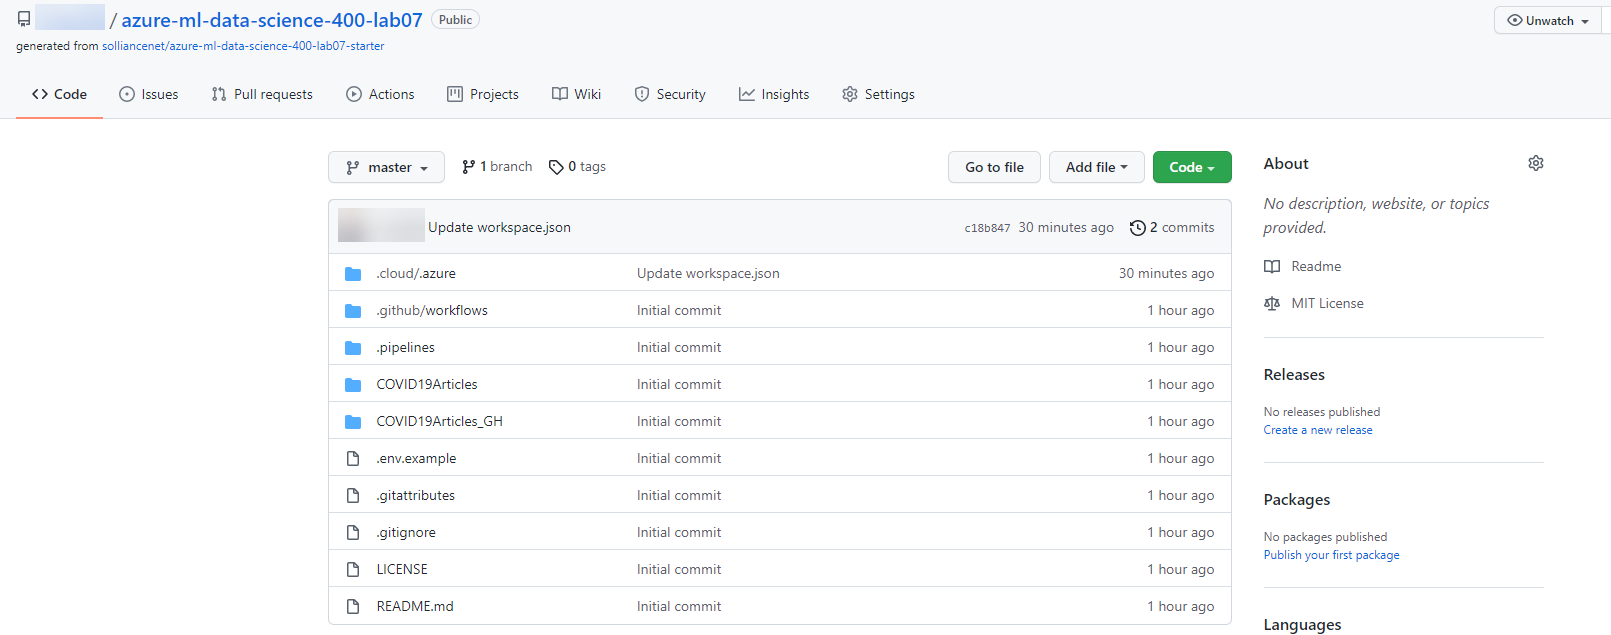 / azure-ml-data-science-400-lab07 Public
Unwatch
generated from solliancenet/azure-ml-data-science-400-lab07-starter
Code Issues Pull requests Actions Projects Wiki Security Insights Settings
master 1 branch 0 tags Go to file Add file Code
Update workspace.json c18b847 30 minutes ago 2 commits
.cloud/.azure Update workspace.json 30 minutes ago
.github/workflows Initial commit 1 hour ago
.pipelines Initial commit 1 hour ago
COVID19Articles Initial commit 1 hour ago
COVID19Articles_GH Initial commit 1 hour ago
.env.example Initial commit 1 hour ago
.gitattributes Initial commit 1 hour ago
.gitignore Initial commit 1 hour ago
LICENSE Initial commit 1 hour ago
README.md Initial commit 1 hour ago
About
No description, website, or topics
provided.
Readme
MIT License
Releases
No releases published
Create a new release
Packages
No packages published
Publish your first package
Languages